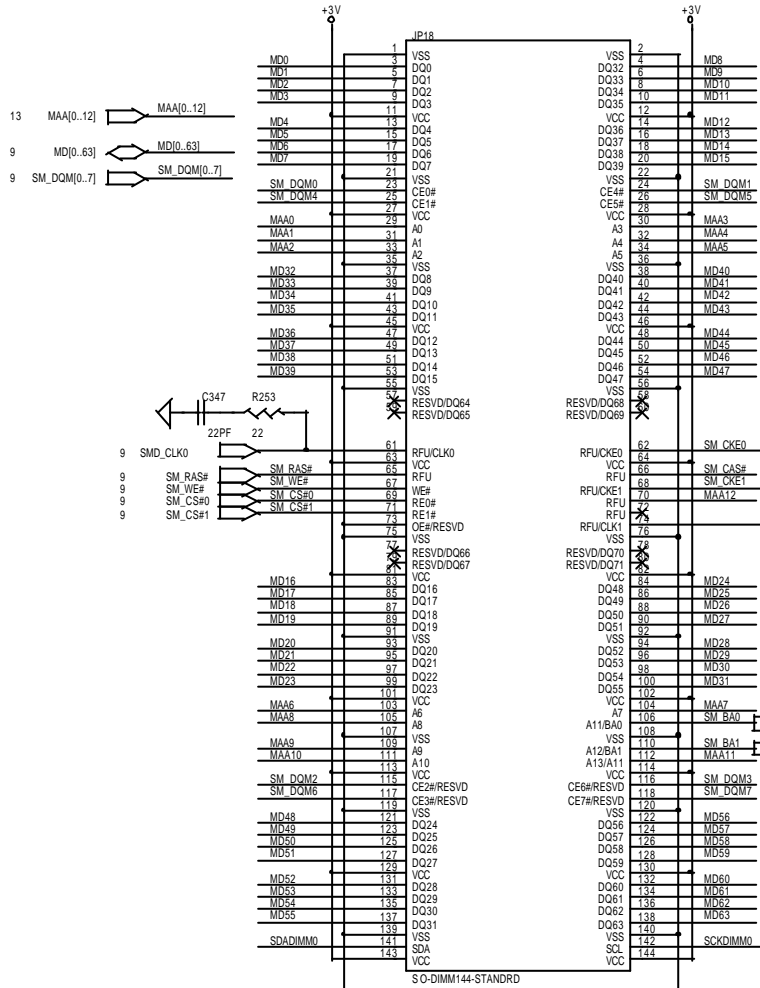 +3V +3V
JP18
1 VSS VSS 2
MD0 3 DQ0 DQ32 4 MD8
MD1 5 DQ1 DQ33 6 MD9
MD2 7 DQ2 DQ34 8 MD10
MD3 9 DQ3 DQ35 10 MD11
13 MAA[0..12] MAA[0..12] 11 VCC VCC 12
MD4 13 DQ4 DQ36 14 MD12
MD5 15 DQ5 DQ37 16 MD13
9 MD[0..63] MD[0..63] MD6 17 DQ6 DQ38 18 MD14
MD7 19 DQ7 DQ39 20 MD15
9 SM_DQM[0..7] SM_DQM[0..7] 21 VSS VSS 22
SM_DQM0 23 CE0# CE4# 24 SM_DQM1
SM_DQM4 25 CE1# CE5# 26 SM_DQM5
27 VCC VCC 28
MAA0 29 A0 A3 30 MAA3
MAA1 31 A1 A4 32 MAA4
MAA2 33 A2 A5 34 MAA5
35 VSS VSS 36
MD32 37 DQ8 DQ40 38 MD40
MD33 39 DQ9 DQ41 40 MD41
MD34 41 DQ10 DQ42 42 MD42
MD35 43 DQ11 DQ43 44 MD43
45 VCC VCC 46
MD36 47 DQ12 DQ44 48 MD44
MD37 49 DQ13 DQ45 50 MD45
MD38 51 DQ14 DQ46 52 MD46
MD39 53 DQ15 DQ47 54 MD47
55 VSS VSS 56
C347 R253 57 RESVD/DQ64 RESVD/DQ68 58
RESVD/DQ65 RESVD/DQ69
22PF 22
9 SMD_CLK0 61 RFU/CLK0 RFU/CKE0 62 SM_CKE0
63 VCC VCC 64
9 SM_RAS# SM_RAS# 65 RFU RFU 66 SM_CAS#
9 SM_WE# SM_WE# 67 WE# RFU/CKE1 68 SM_CKE1
9 SM_CS#0 SM_CS#0 69 RE0# RFU 70 MAA12
9 SM_CS#1 SM_CS#1 71 RE1# RFU 72
73 OE#/RESVD RFU/CLK1 74
75 VSS VSS 76
77 RESVD/DQ66 RESVD/DQ70 78
RESVD/DQ67 RESVD/DQ71
81 VCC VCC 82
MD16 83 DQ16 DQ48 84 MD24
MD17 85 DQ17 DQ49 86 MD25
MD18 87 DQ18 DQ50 88 MD26
MD19 89 DQ19 DQ51 90 MD27
91 VSS VSS 92
MD20 93 DQ20 DQ52 94 MD28
MD21 95 DQ21 DQ53 96 MD29
MD22 97 DQ22 DQ54 98 MD30
MD23 99 DQ23 DQ55 100 MD31
101 VCC VCC 102
MAA6 103 A6 A7 104 MAA7
MAA8 105 A8 A11/BA0 106 SM_BA0
107 VSS VSS 108
MAA9 109 A9 A12/BA1 110 SM_BA1
MAA10 111 A10 A13/A11 112 MAA11
113 VCC VCC 114
SM_DQM2 115 CE2#/RESVD CE6#/RESVD 116 SM_DQM3
SM_DQM6 117 CE3#/RESVD CE7#/RESVD 118 SM_DQM7
119 VSS VSS 120
MD48 121 DQ24 DQ56 122 MD56
MD49 123 DQ25 DQ57 124 MD57
MD50 125 DQ26 DQ58 126 MD58
MD51 127 DQ27 DQ59 128 MD59
129 VCC VCC 130
MD52 131 DQ28 DQ60 132 MD60
MD53 133 DQ29 DQ61 134 MD61
MD54 135 DQ30 DQ62 136 MD62
MD55 137 DQ31 DQ63 138 MD63
139 VSS VSS 140
SDADIMM0 141 SDA SCL 142 SCKDIMM0
143 VCC VCC 144
SO-DIMM144-STANDRD